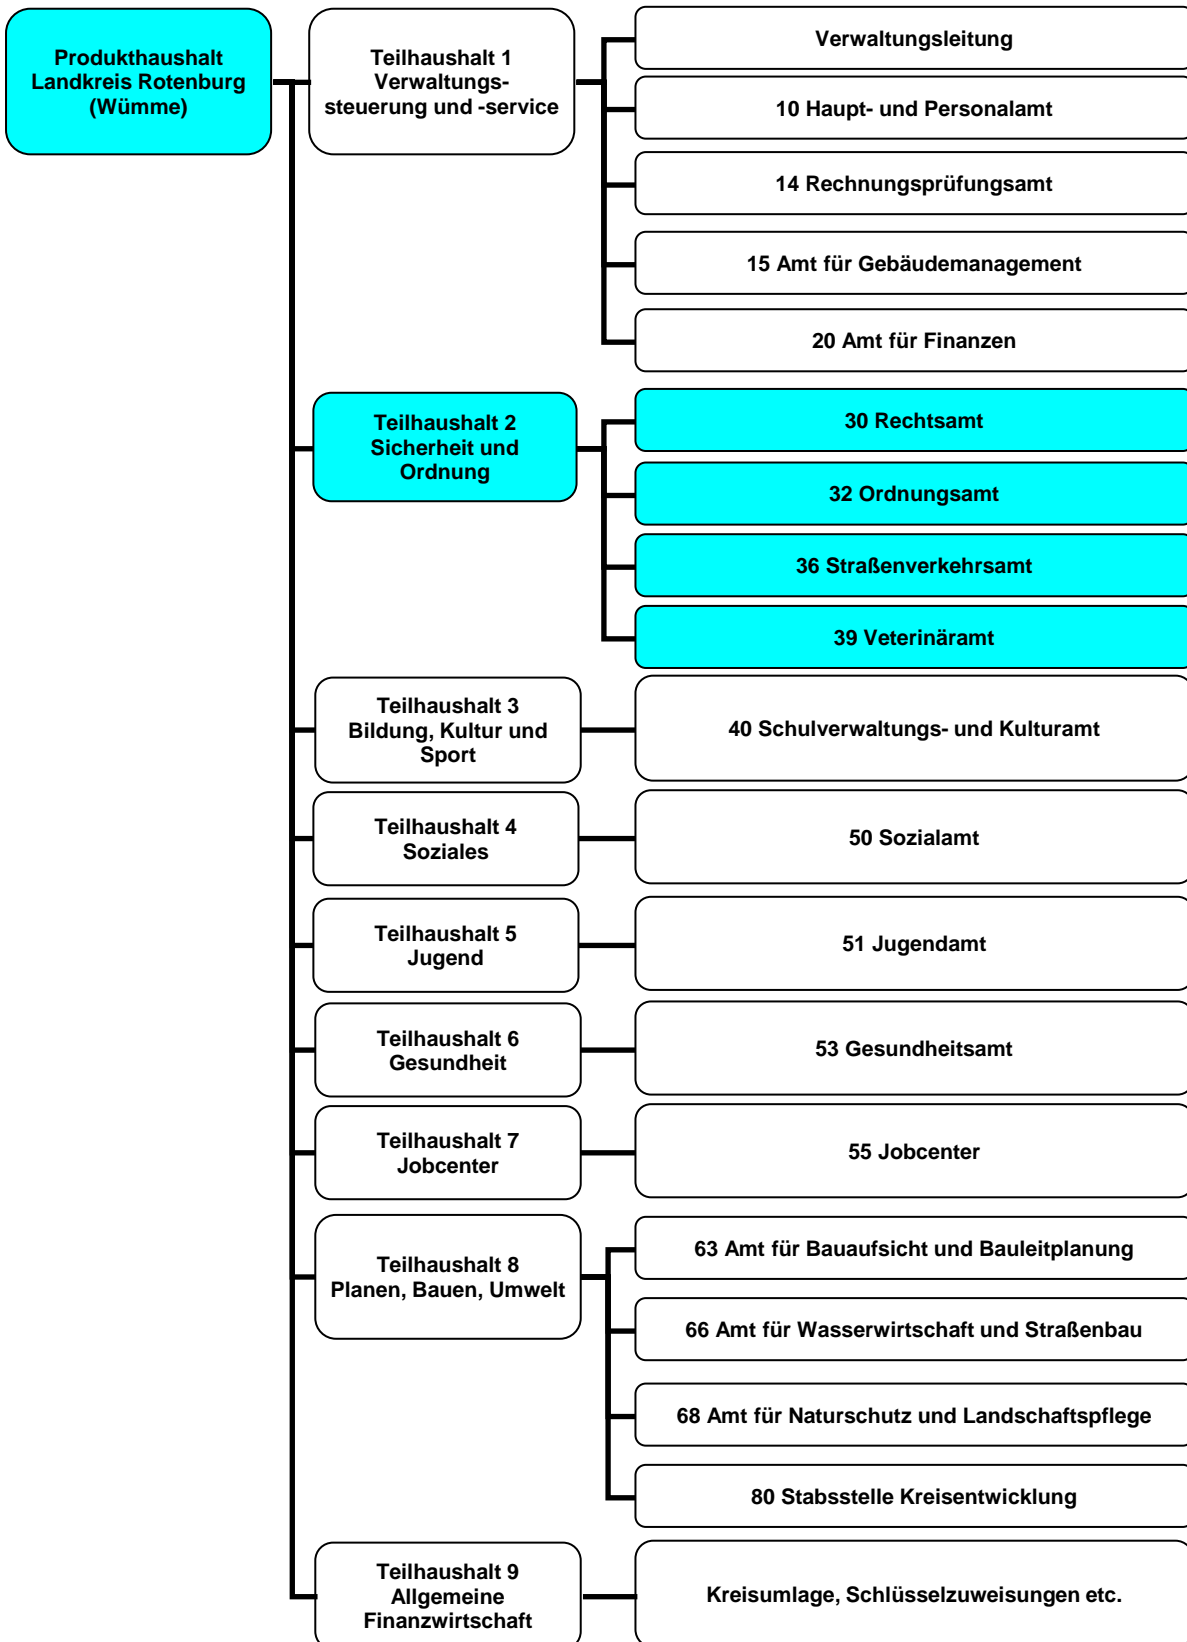 Produkthaushalt
Landkreis Rotenburg
(Wümme)
Teilhaushalt 1
Verwaltungs-
steuerung und -service
Verwaltungsleitung
10 Haupt- und Personalamt
14 Rechnungsprüfungsamt
15 Amt für Gebäudemanagement
20 Amt für Finanzen
Teilhaushalt 2
Sicherheit und
Ordnung
30 Rechtsamt
32 Ordnungsamt
36 Straßenverkehrsamt
39 Veterinäramt
Teilhaushalt 3
Bildung, Kultur und
Sport
40 Schulverwaltungs- und Kulturamt
Teilhaushalt 4
Soziales
50 Sozialamt
Teilhaushalt 5
Jugend
51 Jugendamt
Teilhaushalt 6
Gesundheit
53 Gesundheitsamt
Teilhaushalt 7
Jobcenter
55 Jobcenter
Teilhaushalt 8
Planen, Bauen, Umwelt
63 Amt für Bauaufsicht und Bauleitplanung
66 Amt für Wasserwirtschaft und Straßenbau
68 Amt für Naturschutz und Landschaftspflege
80 Stabsstelle Kreisentwicklung
Teilhaushalt 9
Allgemeine
Finanzwirtschaft
Kreisumlage, Schlüsselzuweisungen etc.